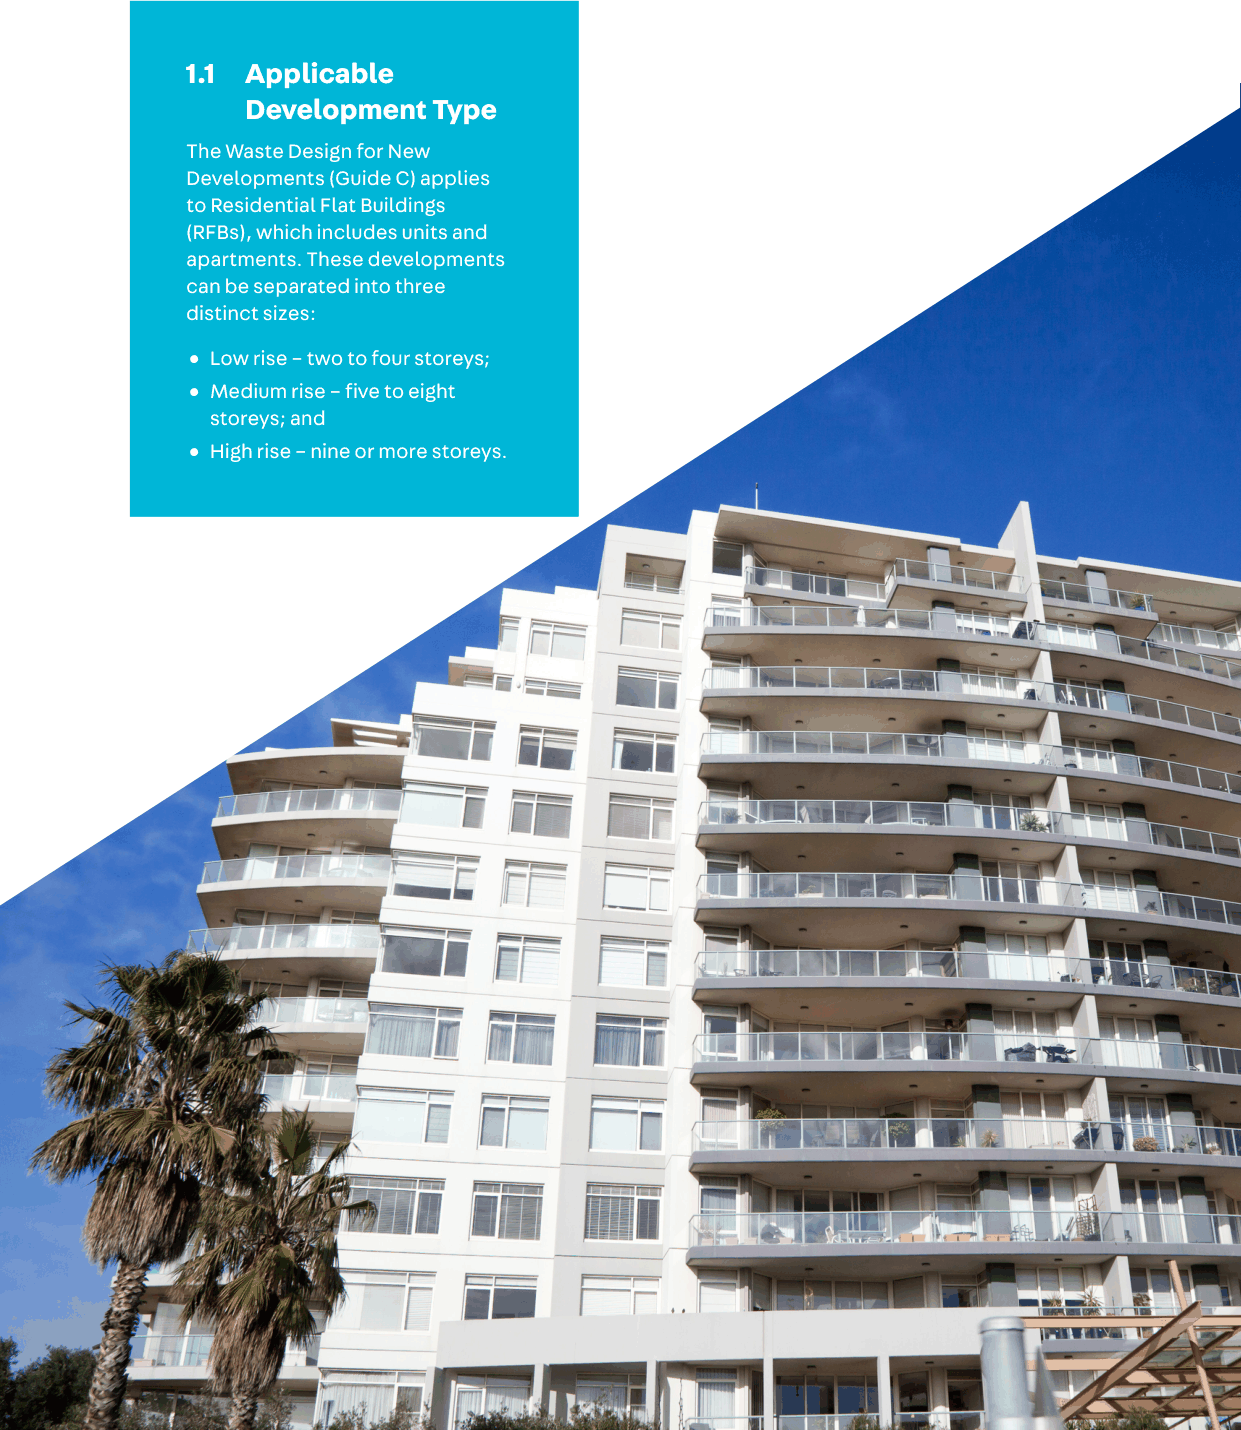 1.1 Applicable
Development Type
The Waste Design for New
Developments (Guide C) applies
to Residential Flat Buildings
(RFBs), which includes units and
apartments. These developments
can be separated into three
distinct sizes:
● Low rise – two to four storeys;
● Medium rise – five to eight
storeys; and
● High rise – nine or more storeys.